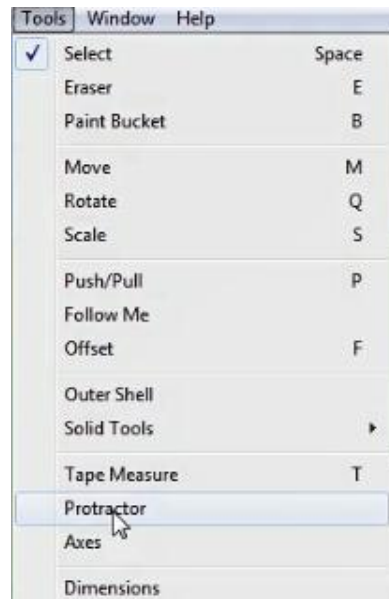 Tools Window Help
Select Space
Eraser E
Paint Bucket B
Move M
Rotate Q
Scale S
Push/Pull P
Follow Me
Offset F
Outer Shell
Solid Tools
Tape Measure T
Protractor
Axes
Dimensions